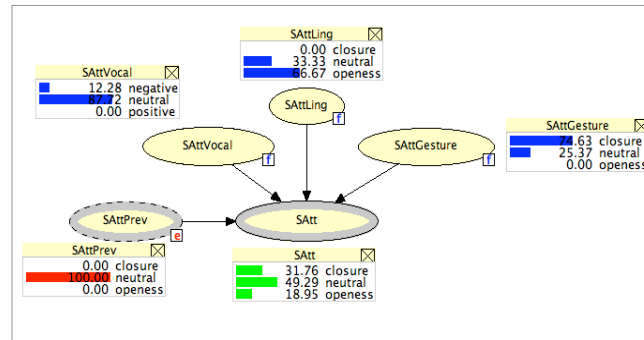 SAttLing
0.00 closure
33.33 neutral
66.67 openess
SAttVocal
12.28 negative
87.72 neutral
0.00 positive
SAttLing
f
SAttGesture
74.63 closure
25.37 neutral
0.00 openess
SAttVocal
f
SAttGesture
f
SAttPrev
e
SAtt
SAttPrev
0.00 closure
100.00 neutral
0.00 openess
SAtt
31.76 closure
49.29 neutral
18.95 openess